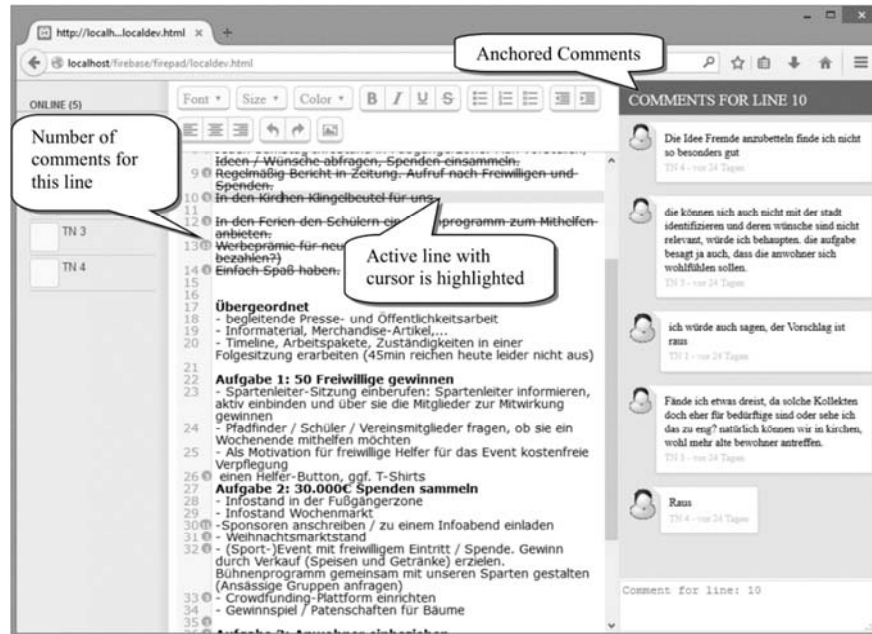 http://localh...localdev.html × +
localhost/firebase/firepad/localdev.html
Anchored Comments
ONLINE (5)
Number of
comments for
this line
TN 3
TN 4
Font Size Color B I U S
Ideen / Wünsche abfragen, Spenden einsammeln.
9 Regelmäßig Bericht in Zeitung. Aufruf nach Freiwilligen und
Spenden.
10 In den Kirchen Klingelbeutel für uns
11
12 In den Ferien den Schülern programm zum Mithelfen
anbieten.
13 Werbeprämie für
bezahlen?)
14 Einfach Spaß haben.
Active line with
cursor is highlighted
15
16
17 Übergeordnet
18 - begleitende Presse- und Öffentlichkeitsarbeit
19 - Informaterial, Merchandise-Artikel,...
20 - Timeline, Arbeitspakete, Zuständigkeiten in einer
Folgesitzung erarbeiten (45min reichen heute leider nicht aus)
21
22 Aufgabe 1: 50 Freiwillige gewinnen
23 - Spartenleiter-Sitzung einberufen: Spartenleiter informieren,
aktiv einbinden und über sie die Mitglieder zur Mitwirkung
gewinnen
24 - Pfadfinder / Schüler / Vereinsmitglieder fragen, ob sie ein
Wochenende mithelfen möchten
25 - Als Motivation für freiwillige Helfer für das Event kostenfreie
Verpflegung
26 einen Helfer-Button, ggf. T-Shirts
27 Aufgabe 2: 30.000€ Spenden sammeln
28 - Infostand in der Fußgängerzone
29 - Infostand Wochenmarkt
30 -Sponsoren anschreiben / zu einem Infoabend einladen
31 - Weihnachtsmarktstand
32 - (Sport-)Event mit freiwilligem Eintritt / Spende. Gewinn
durch Verkauf (Speisen und Getränke) erzielen.
Bühnenprogramm gemeinsam mit unseren Sparten gestalten
(Ansässige Gruppen anfragen)
33 - Crowdfunding-Plattform einrichten
34 - Gewinnspiel / Patenschaften für Bäume
35
COMMENTS FOR LINE 10
Die Idee Fremde anzubetteln finde ich nicht
so besonders gut
TN 4 - vor 24 Tagen
die können sich auch nicht mit der stadt
identifizieren und deren wünsche sind nicht
relevant, würde ich behaupten. die aufgabe
besagt ja auch, dass die anwohner sich
wohlfühlen sollen.
TN 3 - vor 24 Tagen
ich würde auch sagen, der Vorschlag ist
raus
TN 1 - vor 24 Tagen
Fände ich etwas dreist, da solche Kollekten
doch eher für bedürftige sind oder sehe ich
das zu eng? natürlich können wir in kirchen,
wohl mehr alte bewohner antreffen.
TN 3 - vor 24 Tagen
Raus
TN 4 - vor 24 Tagen
Comment for line: 10